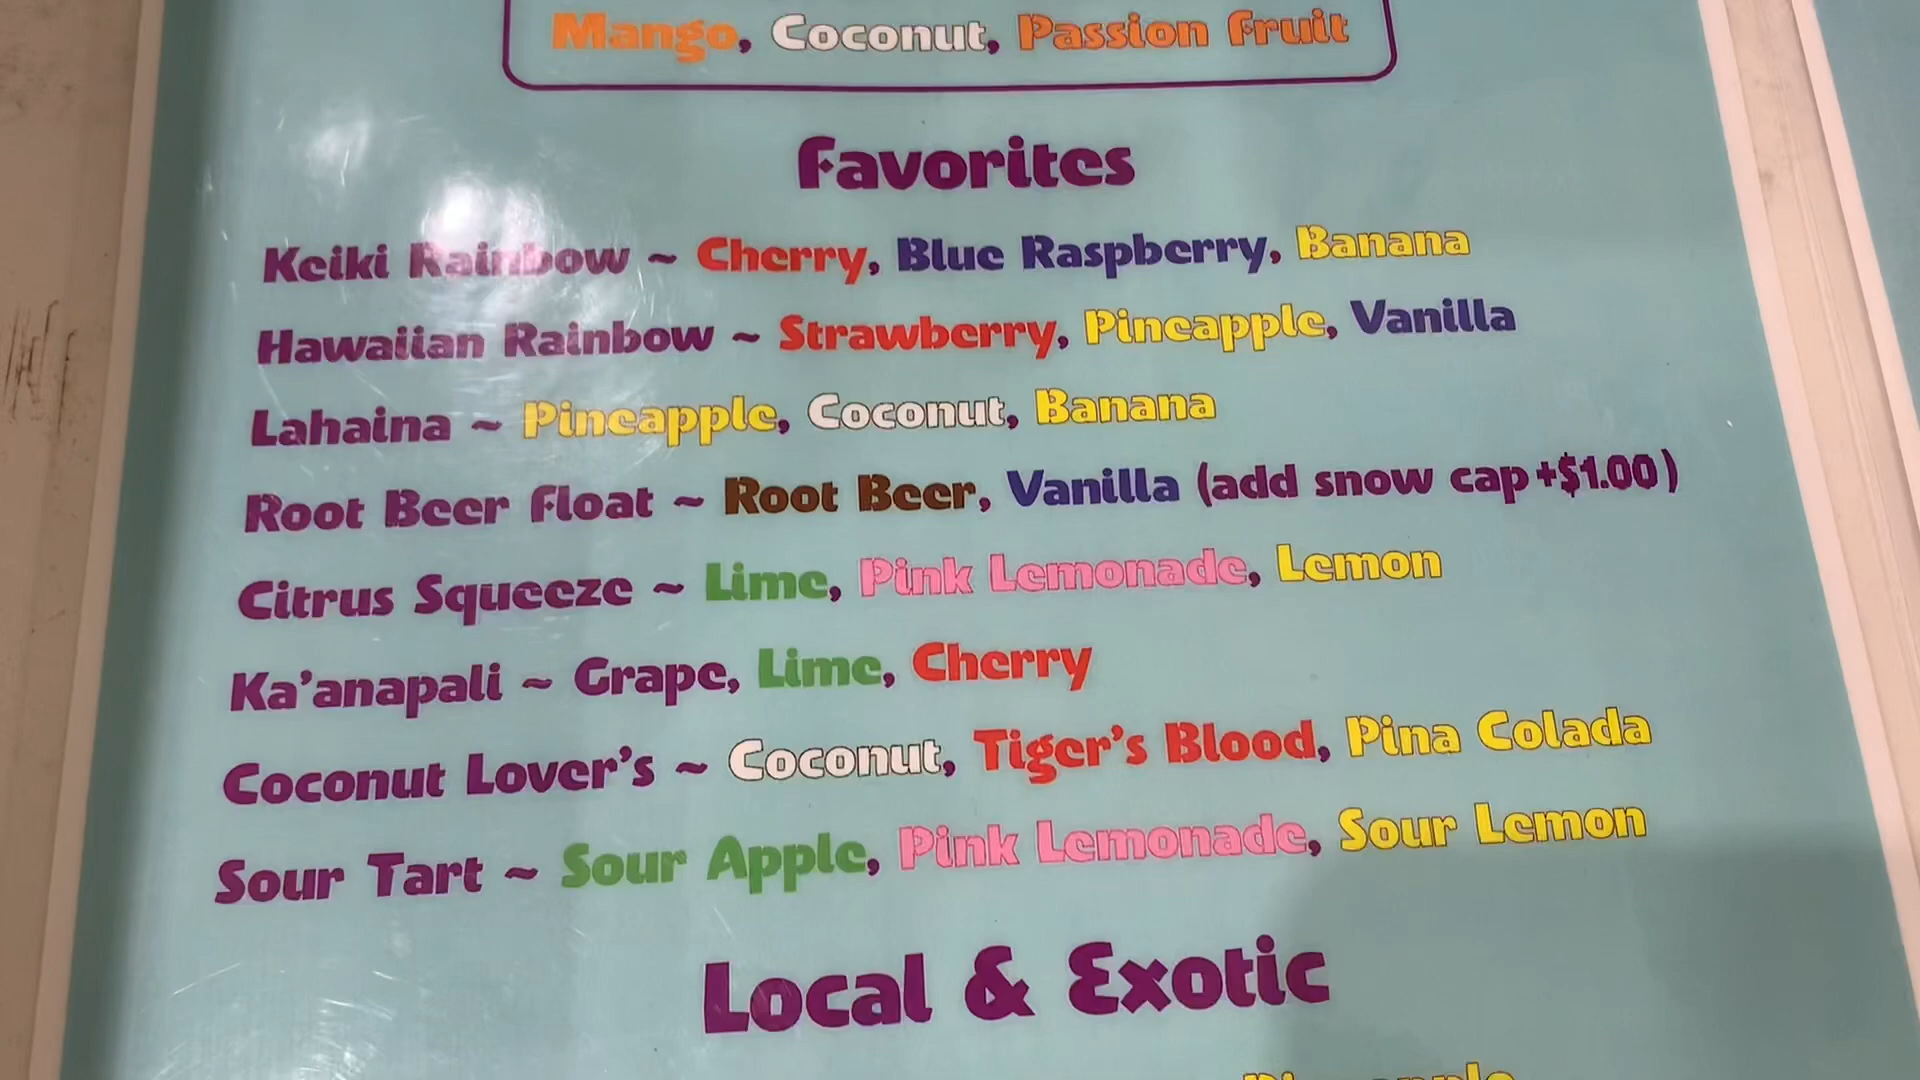 Mango, Coconut, Passion Fruit
Favorites
Keiki Rainbow ~ Cherry, Blue Raspberry, Banana
Hawaiian Rainbow ~ Strawberry, Pineapple, Vanilla
Lahaina ~ Pineapple, Coconut, Banana
Root Beer Float ~ Root Beer, Vanilla (add snow cap +$1.00)
Citrus Squeeze ~ Lime, Pink Lemonade, Lemon
Ka'anapali ~ Grape, Lime, Cherry
Coconut Lover's ~ Coconut, Tiger's Blood, Pina Colada
Sour Tart ~ Sour Apple, Pink Lemonade, Sour Lemon
Local & Exotic